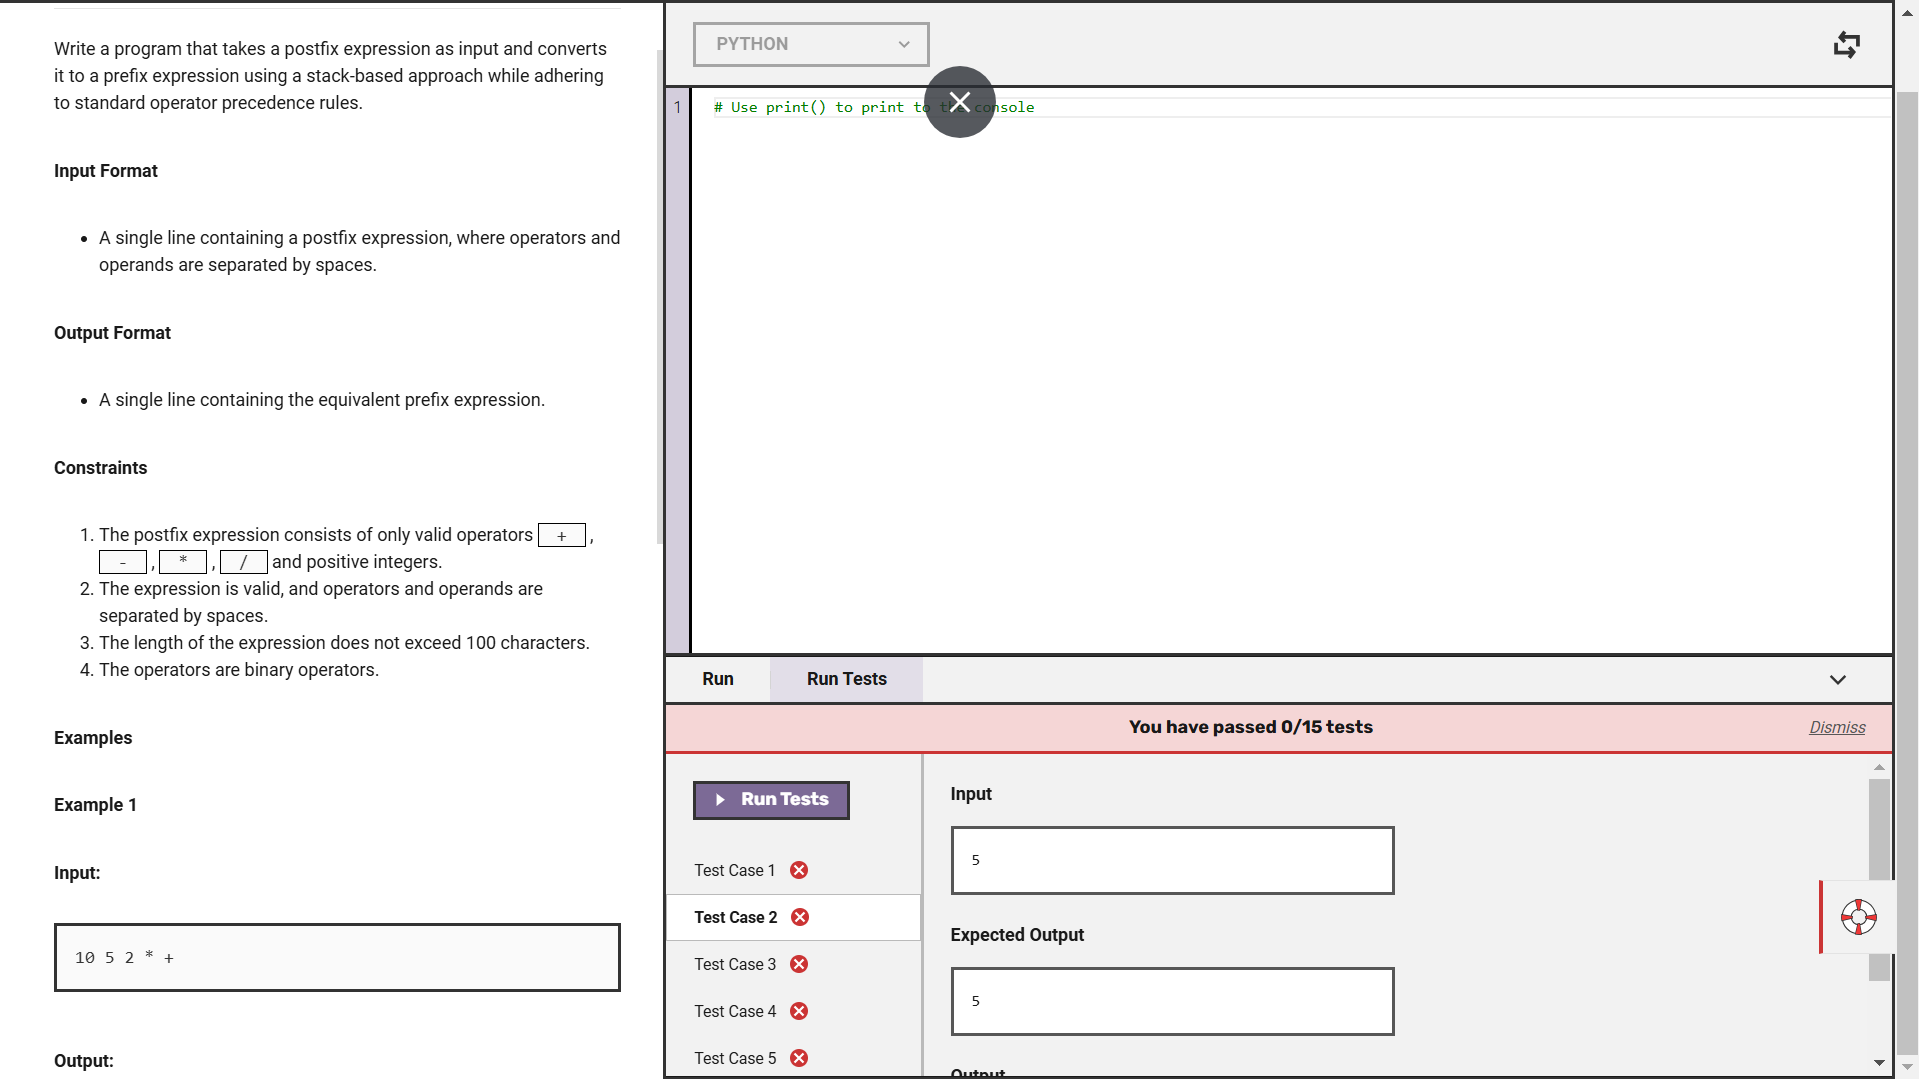 Write a program that takes a postfix expression as input and converts
it to a prefix expression using a stack-based approach while adhering
to standard operator precedence rules.
Input Format
• A single line containing a postfix expression, where operators and
operands are separated by spaces.
Output Format
• A single line containing the equivalent prefix expression.
Constraints
1. The postfix expression consists of only valid operators + ,
- , * , / and positive integers.
2. The expression is valid, and operators and operands are
separated by spaces.
3. The length of the expression does not exceed 100 characters.
4. The operators are binary operators.
Examples
Example 1
Input:
10 5 2 * +
Output:
PYTHON
1 # Use print() to print to the console
Run Run Tests
You have passed 0/15 tests Dismiss
Run Tests
Test Case 1
Test Case 2
Test Case 3
Test Case 4
Test Case 5
Input
5
Expected Output
5
Output